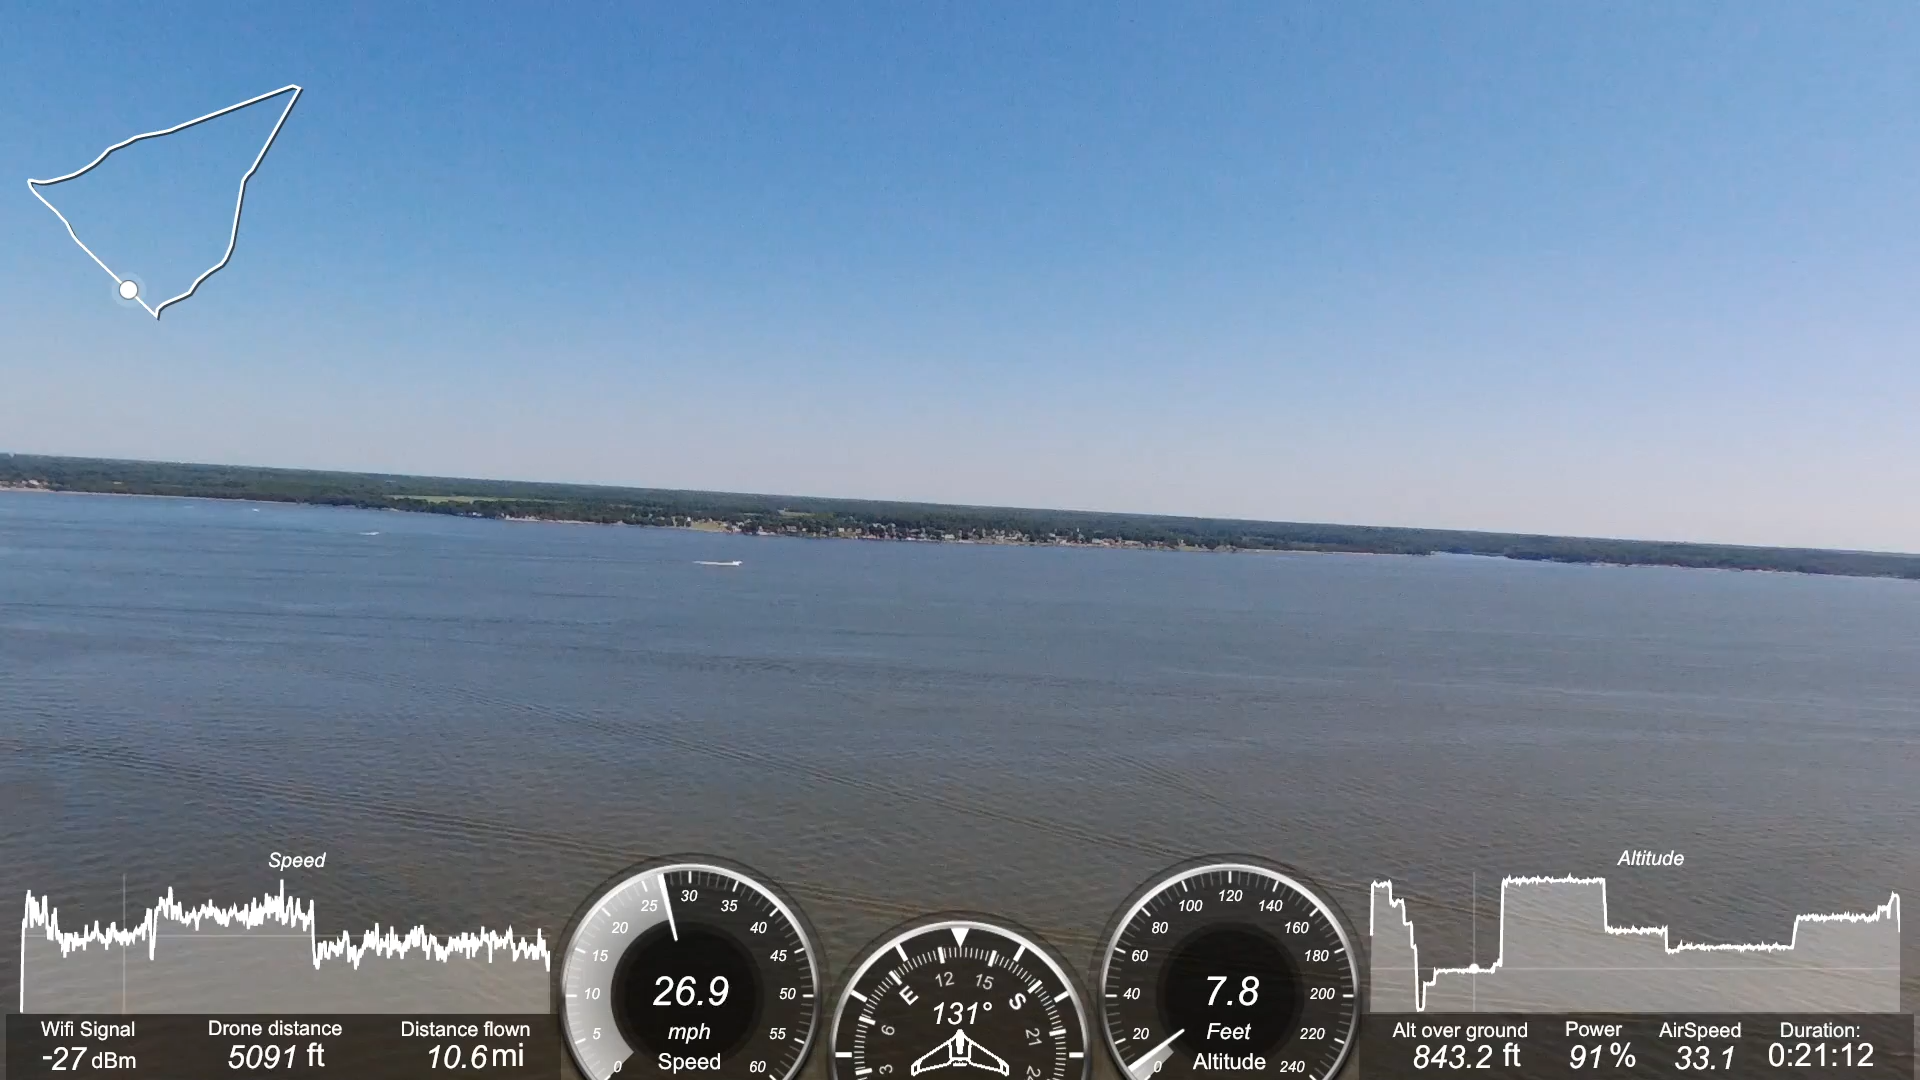 Speed
Altitude
0 5 10 15 20 25 30 35 40 45 50 55 60
26.9
mph
Speed
3 6 E 12 15 S 21
131°
0 20 40 60 80 100 120 140 160 180 200 220 240
7.8
Feet
Altitude
Wifi Signal
-27 dBm
Drone distance
5091 ft
Distance flown
10.6mi
Alt over ground
843.2 ft
Power
91%
AirSpeed
33.1
Duration:
0:21:12